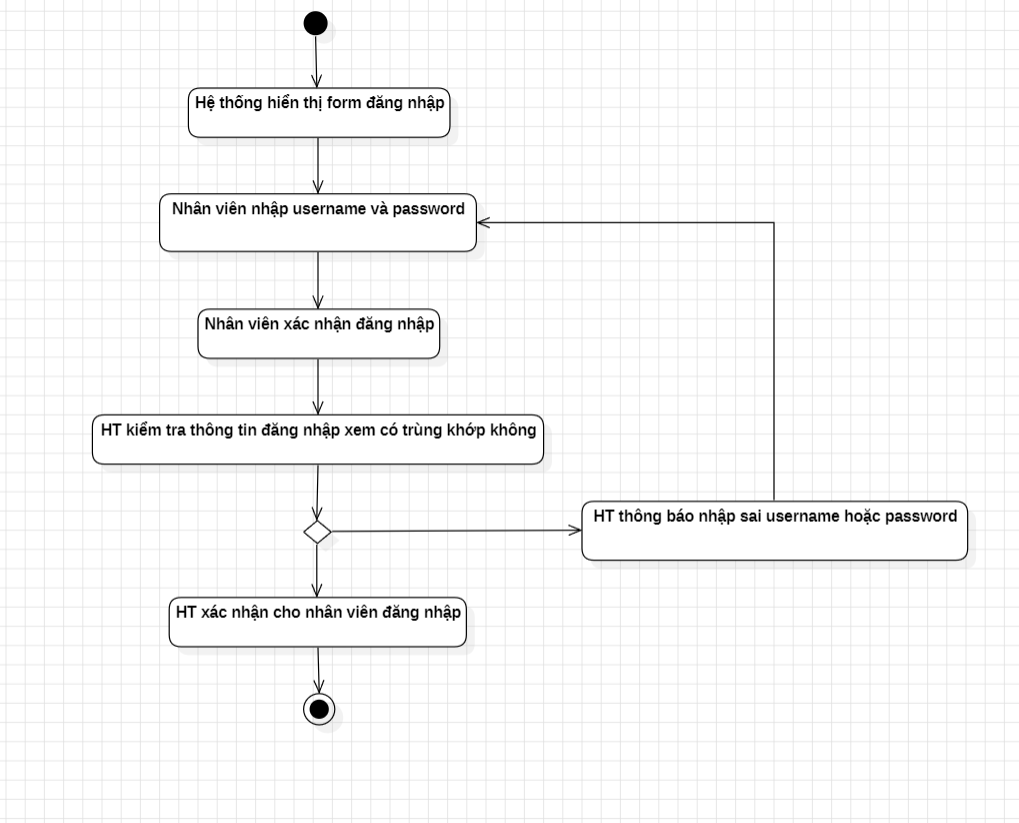 Hệ thống hiển thị form đăng nhập
Nhân viên nhập username và password
Nhân viên xác nhận đăng nhập
HT kiểm tra thông tin đăng nhập xem có trùng khớp không
HT thông báo nhập sai username hoặc password
HT xác nhận cho nhân viên đăng nhập